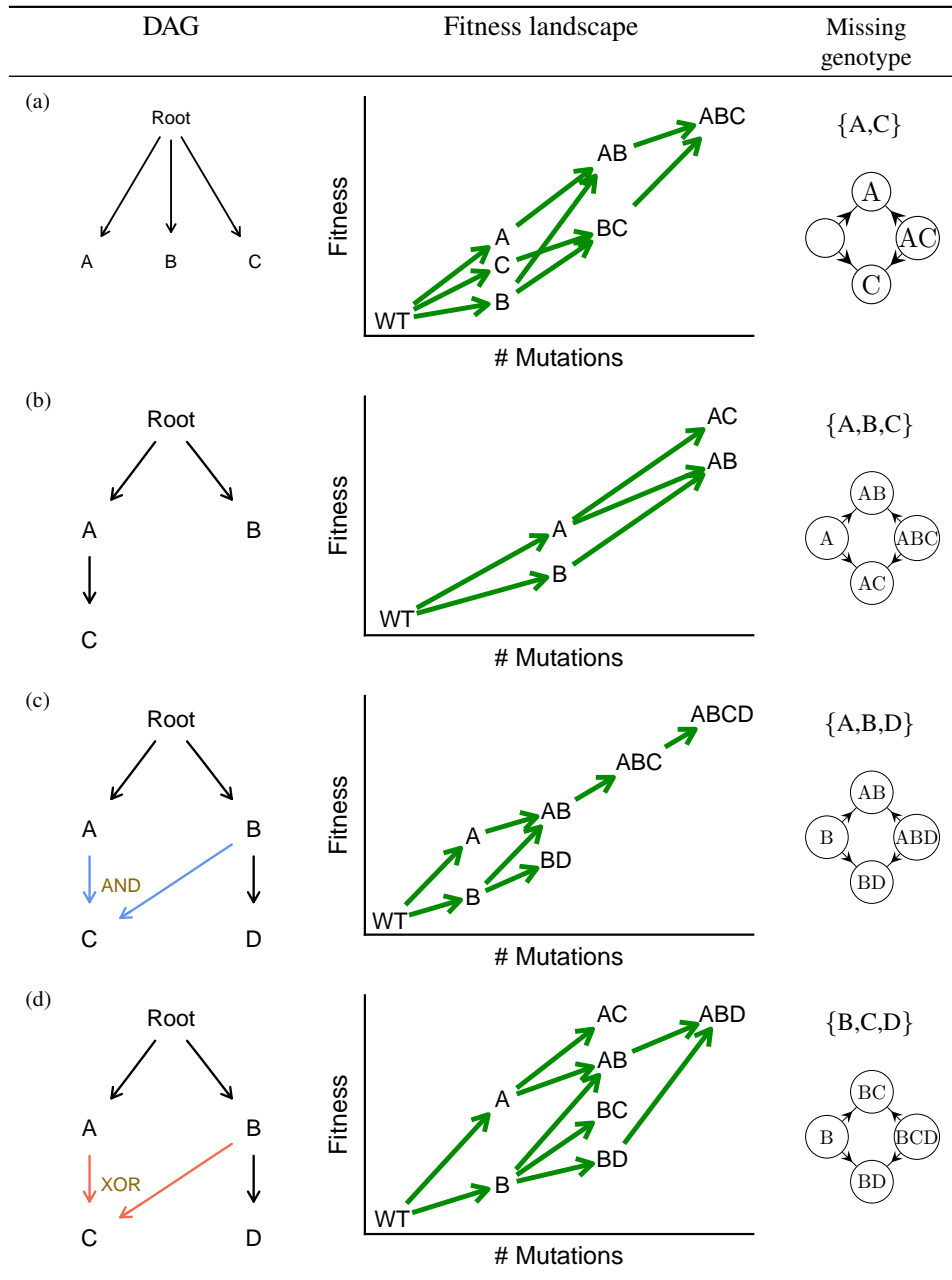 DAG Fitness landscape Missing genotype
(a)
Root
A B C
Fitness
WT
A
C
B
AB
BC
ABC
# Mutations
{A,C}
A
AC
C
(b)
Root
A B
C
Fitness
WT
A
B
AC
AB
# Mutations
{A,B,C}
AB
A ABC
AC
(c)
Root
A B
AND
C D
Fitness
WT
A
B
AB
BD
ABC
ABCD
# Mutations
{A,B,D}
AB
B ABD
BD
(d)
Root
A B
XOR
C D
Fitness
WT
A
B
AC
AB
BC
BD
ABD
# Mutations
{B,C,D}
BC
B BCD
BD